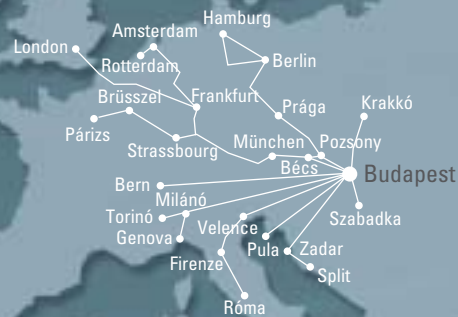 Hamburg
Amsterdam
London
Rotterdam
Berlin
Brüsszel
Frankfurt
Prága
Krakkó
Párizs
Strassbourg
München
Pozsony
Bécs
Budapest
Bern
Milánó
Torinó
Velence
Szabadka
Genova
Pula
Zadar
Firenze
Split
Róma